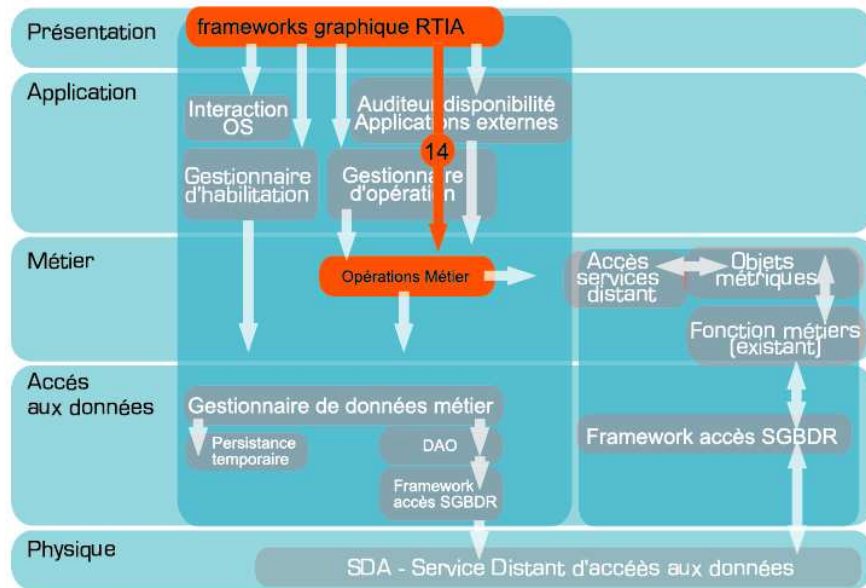 Présentation
frameworks graphique RTIA
Application
Interaction
OS
Auditeur disponibilité
Applications externes
14
Gestionnaire
d'habilitation
Gestionnaire
d'opération
Métier
Opérations Métier
Accès
services
distant
Objets
métriques
Fonction métiers
(existant)
Accés
aux données
Gestionnaire de données métier
Persistance
temporaire
DAO
Framework
accès SGBDR
Framework accès SGBDR
Physique
SDA - Service Distant d'accéès aux données